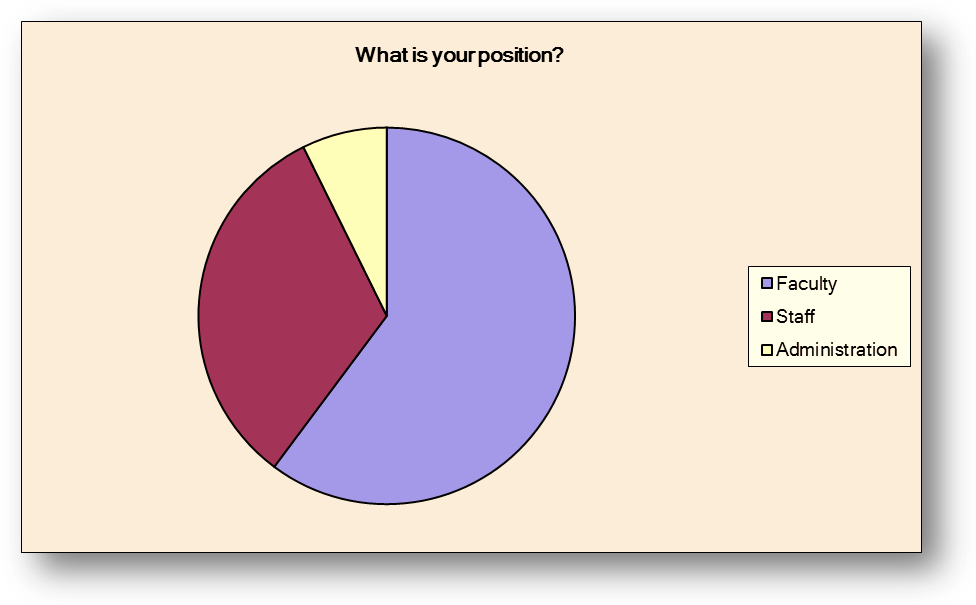 What is your position?
Faculty
Staff
Administration